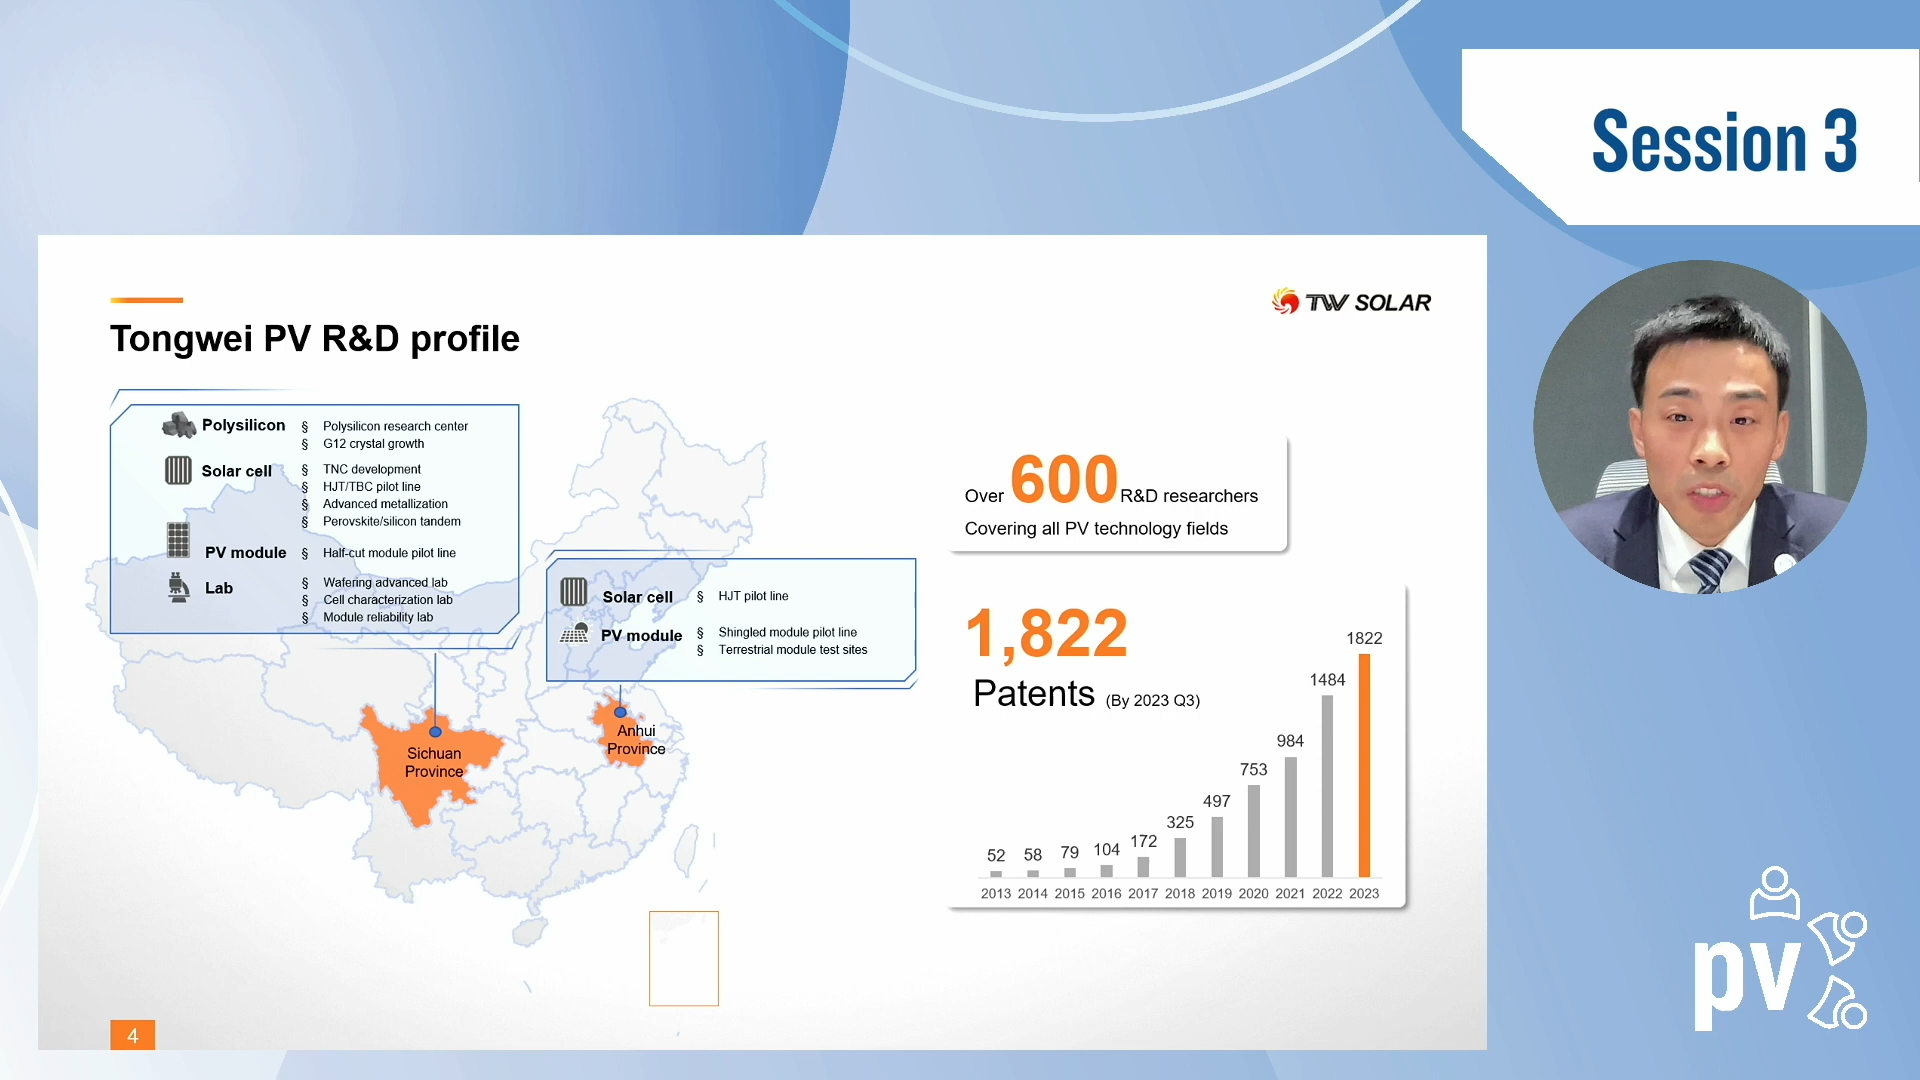 Session 3
TW SOLAR
Tongwei PV R&D profile
Polysilicon
§ Polysilicon research center
§ G12 crystal growth
Solar cell
§ TNC development
§ HJT/TBC pilot line
§ Advanced metallization
§ Perovskite/silicon tandem
PV module
§ Half-cut module pilot line
Lab
§ Wafering advanced lab
§ Cell characterization lab
§ Module reliability lab
Solar cell
§ HJT pilot line
PV module
§ Shingled module pilot line
§ Terrestrial module test sites
Sichuan
Province
Anhui
Province
Over 600 R&D researchers
Covering all PV technology fields
1,822
Patents (By 2023 Q3)
52 58 79 104 172 325 497 753 984 1484 1822
2013 2014 2015 2016 2017 2018 2019 2020 2021 2022 2023
4
pv